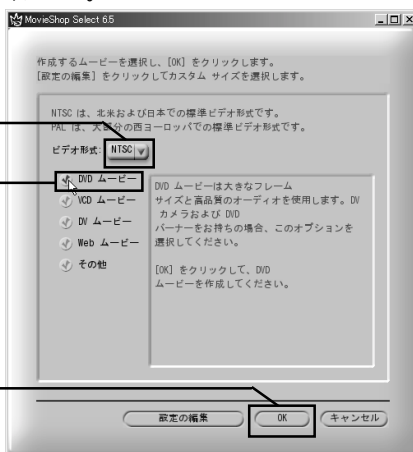 MovieShop Select 6.5
作成するムービーを選択し、[OK] をクリックします。
[設定の編集] をクリックしてカスタム サイズを選択します。
NTSC は、北米および日本での標準ビデオ形式です。
PAL は、大部分の西ヨーロッパでの標準ビデオ形式です。
ビデオ形式: NTSC
DVD ムービー
VCD ムービー
DV ムービー
Web ムービー
その他
DVD ムービーは大きなフレーム
サイズと高品質のオーディオを使用します。DV
カメラおよび DVD
バーナーをお持ちの場合、このオプションを
選択してください。
[OK] をクリックして、DVD
ムービーを作成してください。
設定の編集 OK キャンセル